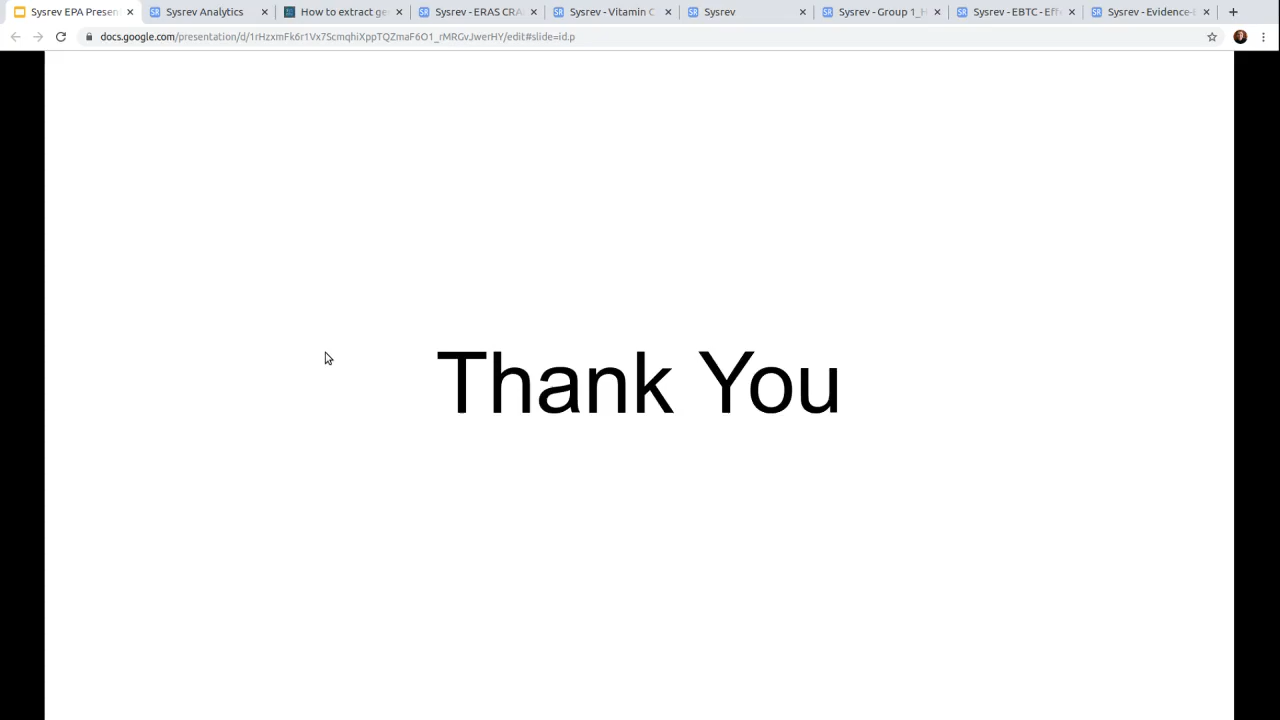 Sysrev EPA Presen
Sysrev Analytics
How to extract ge
Sysrev - ERAS CRA
Sysrev - Vitamin C
Sysrev
Sysrev - Group 1_H
Sysrev - EBTC - Eff
Sysrev - Evidence-
docs.google.com/presentation/d/1rHzxmFk6r1Vx7ScmqhiXppTQZmaF6O1_rMRGvJwerHY/edit#slide=id.p
Thank You